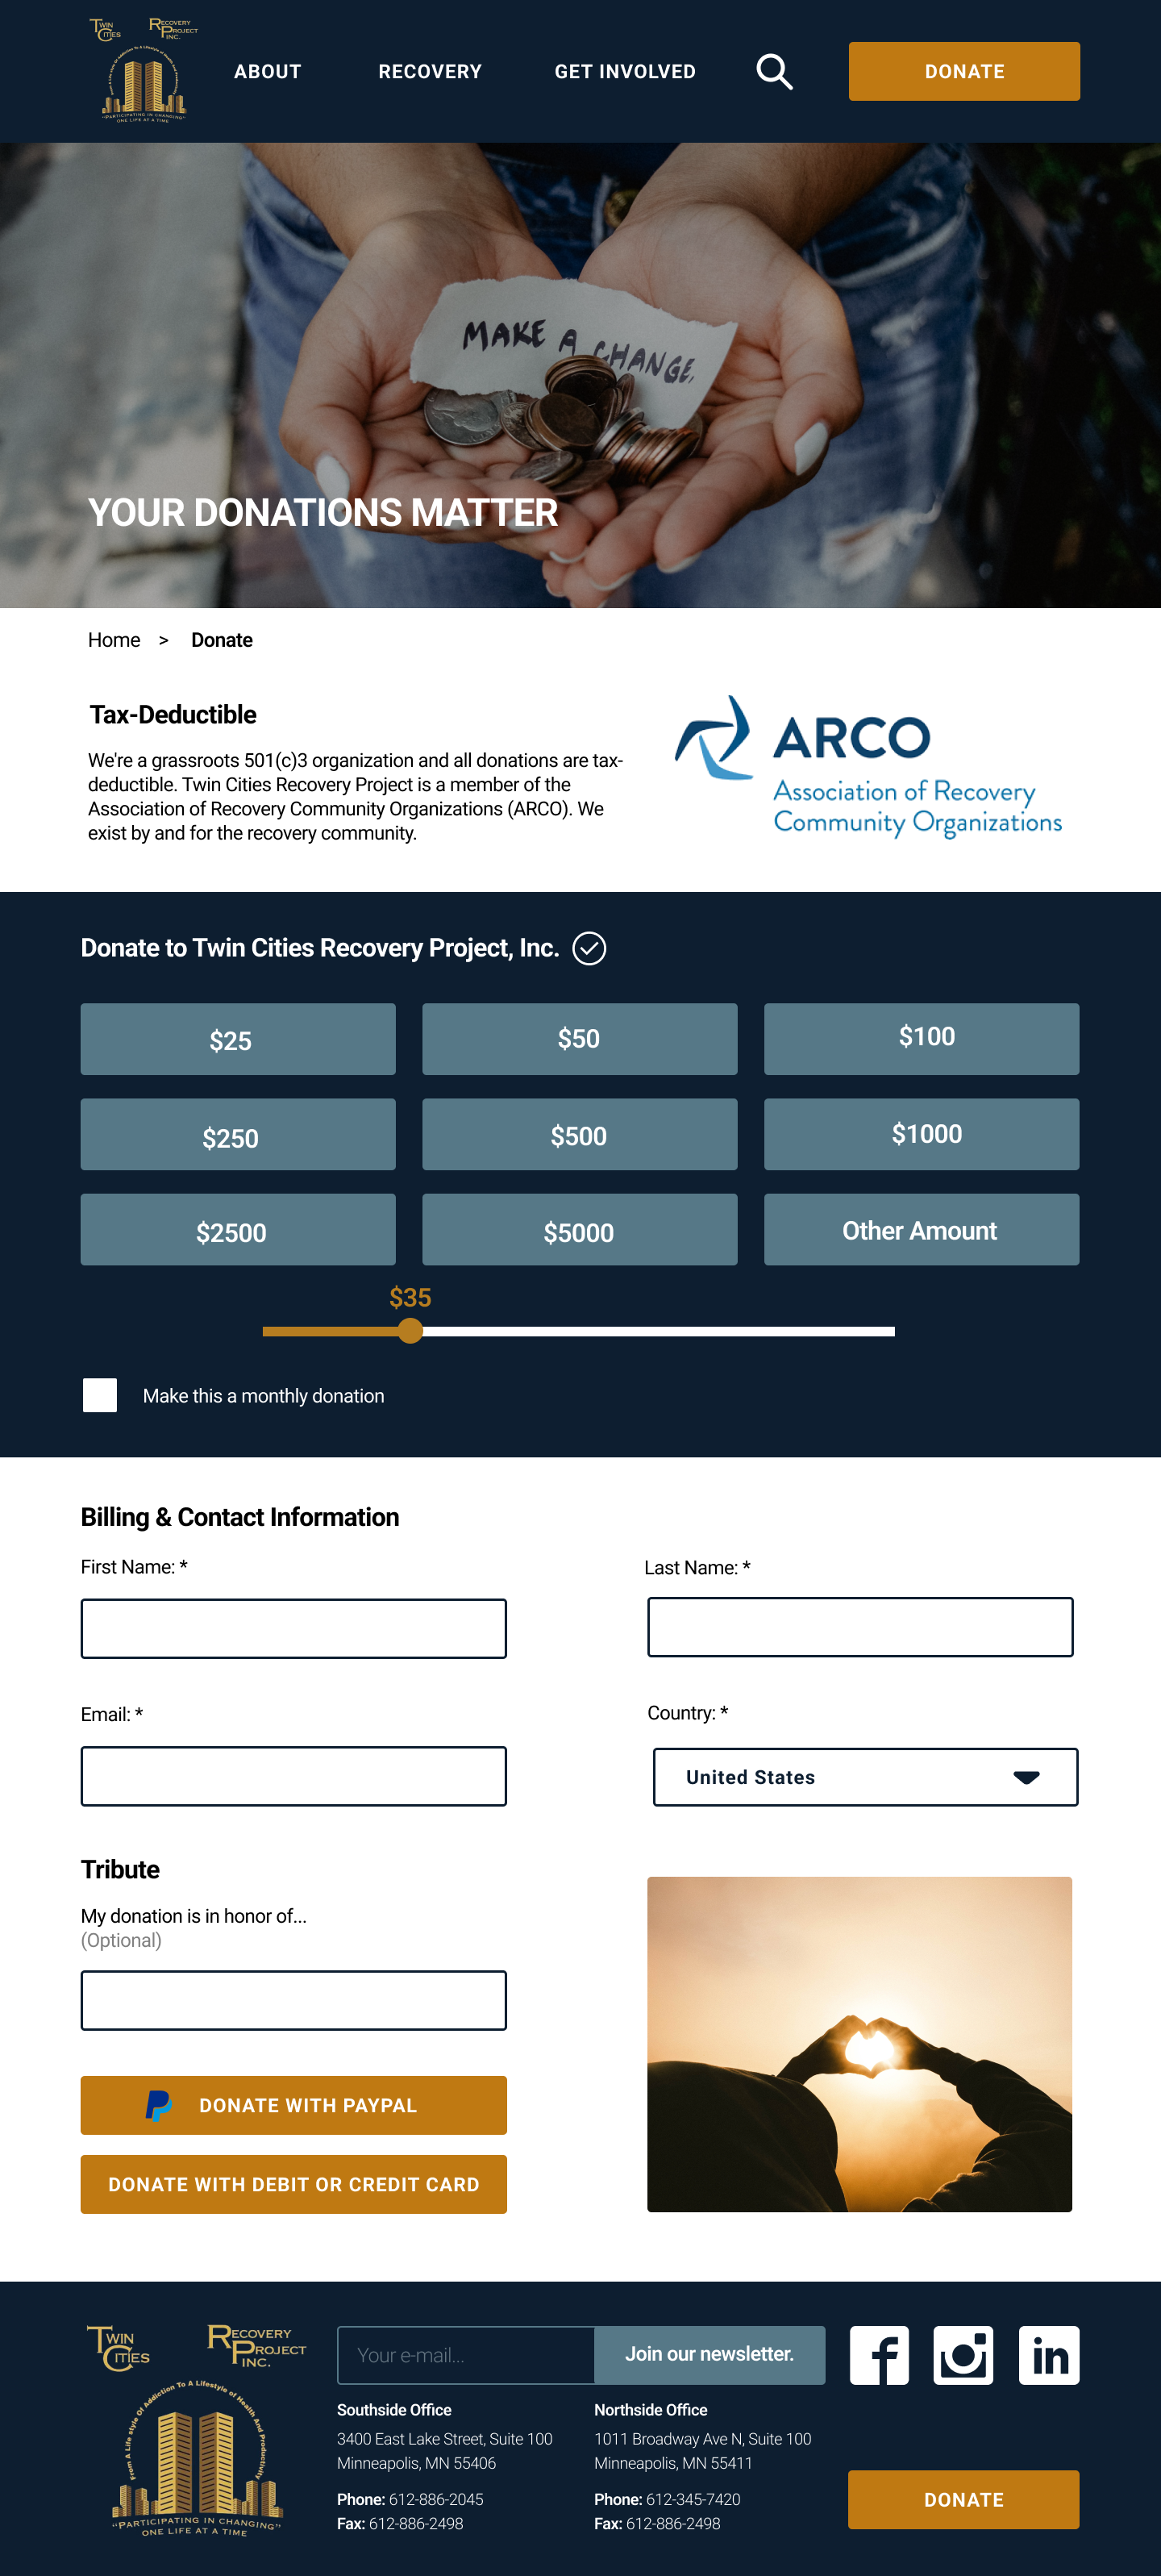 TWIN CITIES
RECOVERY PROJECT INC.
"PARTICIPATING IN CHANGING"
ONE LIFE AT A TIME
ABOUT
RECOVERY
GET INVOLVED
DONATE
MAKE A CHANGE.
YOUR DONATIONS MATTER
Home > Donate
Tax-Deductible
We're a grassroots 501(c)3 organization and all donations are tax-
deductible. Twin Cities Recovery Project is a member of the
Association of Recovery Community Organizations (ARCO). We
exist by and for the recovery community.
ARCO
Association of Recovery
Community Organizations
Donate to Twin Cities Recovery Project, Inc.
$25
$50
$100
$250
$500
$1000
$2500
$5000
Other Amount
$35
Make this a monthly donation
Billing & Contact Information
First Name: *
Last Name: *
Email: *
Country: *
United States
Tribute
My donation is in honor of...
(Optional)
DONATE WITH PAYPAL
DONATE WITH DEBIT OR CREDIT CARD
TWIN CITIES
RECOVERY PROJECT INC.
From A Life style Of Addiction To A Lifestyle of Health And Productivity
"PARTICIPATING IN CHANGING"
ONE LIFE AT A TIME
Your e-mail...
Join our newsletter.
Southside Office
3400 East Lake Street, Suite 100
Minneapolis, MN 55406
Phone: 612-886-2045
Fax: 612-886-2498
Northside Office
1011 Broadway Ave N, Suite 100
Minneapolis, MN 55411
Phone: 612-345-7420
Fax: 612-886-2498
f
in
DONATE